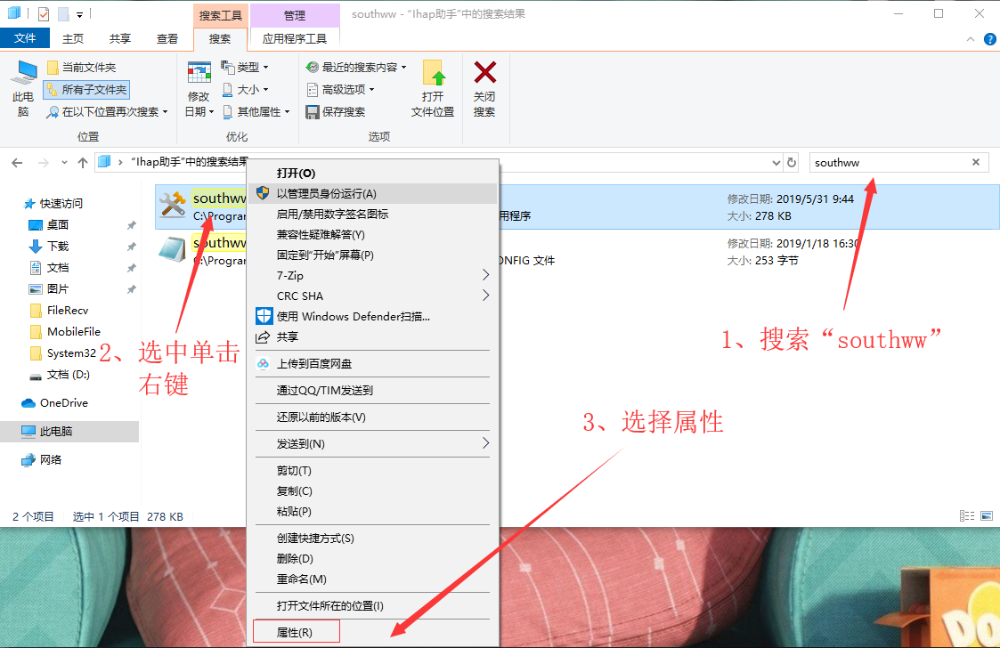 搜索工具 管理 southww - “Ihap助手”中的搜索结果
文件 主页 共享 查看 搜索 应用程序工具
此电脑
当前文件夹
所有子文件夹
在以下位置再次搜索
位置
修改日期
类型
大小
其他属性
优化
最近的搜索内容
高级选项
保存搜索
打开
文件位置
选项
关闭
搜索
“Ihap助手”中的搜索结果
southww
快速访问
桌面
下载
文档
图片
FileRecv
MobileFile
System32
文档 (D:)
OneDrive
此电脑
网络
southww
C:\Program
用程序
修改日期: 2019/5/31 9:44
大小: 278 KB
southww
C:\Program
ONFIG 文件
修改日期: 2019/1/18 16:30
大小: 253 字节
打开(O)
以管理员身份运行(A)
启用/禁用数字签名图标
兼容性疑难解答(Y)
固定到“开始”屏幕(P)
7-Zip
CRC SHA
使用 Windows Defender扫描...
共享
上传到百度网盘
通过QQ/TIM发送到
还原以前的版本(V)
发送到(N)
剪切(T)
复制(C)
粘贴(P)
创建快捷方式(S)
删除(D)
重命名(M)
打开文件所在的位置(I)
属性(R)
1、搜索“southww”
2、选中单击
右键
3、选择属性
2 个项目 选中 1 个项目 278 KB
DO